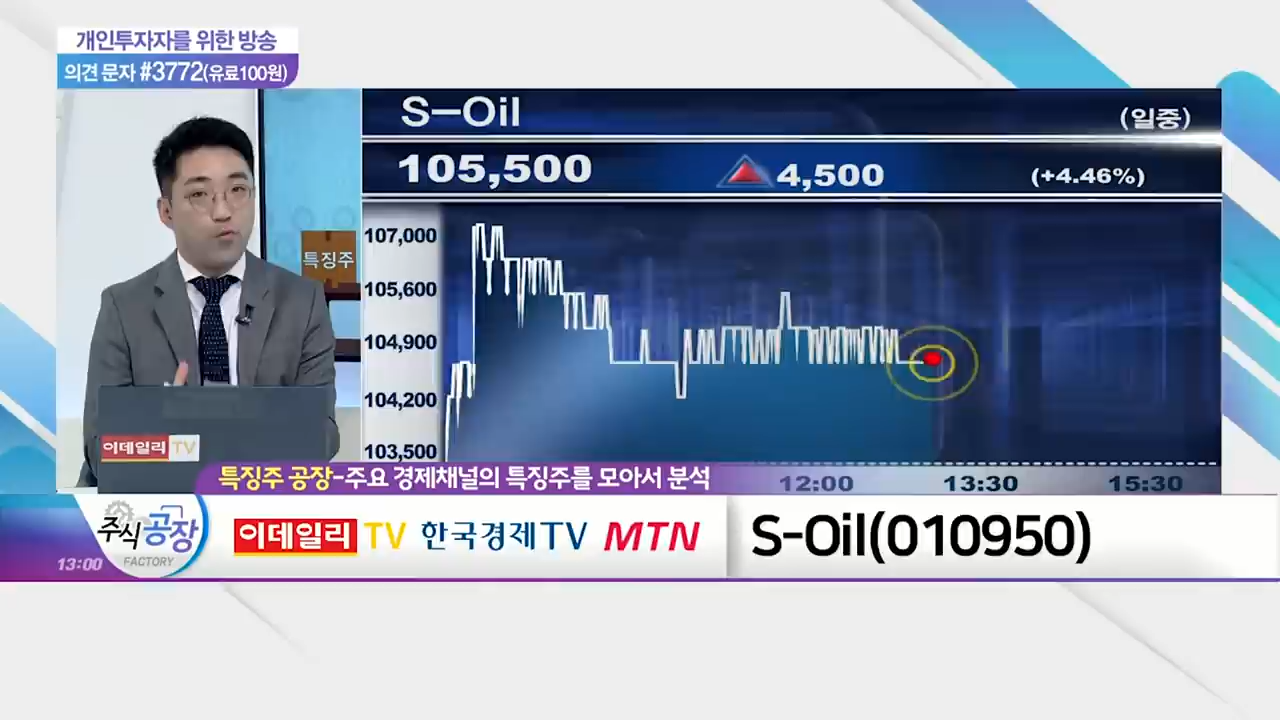 개인투자자를 위한 방송
의견 문자 #3772(유료100원)
S-Oil
(일중)
105,500
4,500
(+4.46%)
특징주
107,000
105,600
104,900
104,200
103,500
이데일리 TV
특징주 공장-주요 경제채널의 특징주를 모아서 분석
12:00
13:30
15:30
13:00
주식공장
FACTORY
이데일리 TV
한국경제TV
MTN
S-Oil(010950)